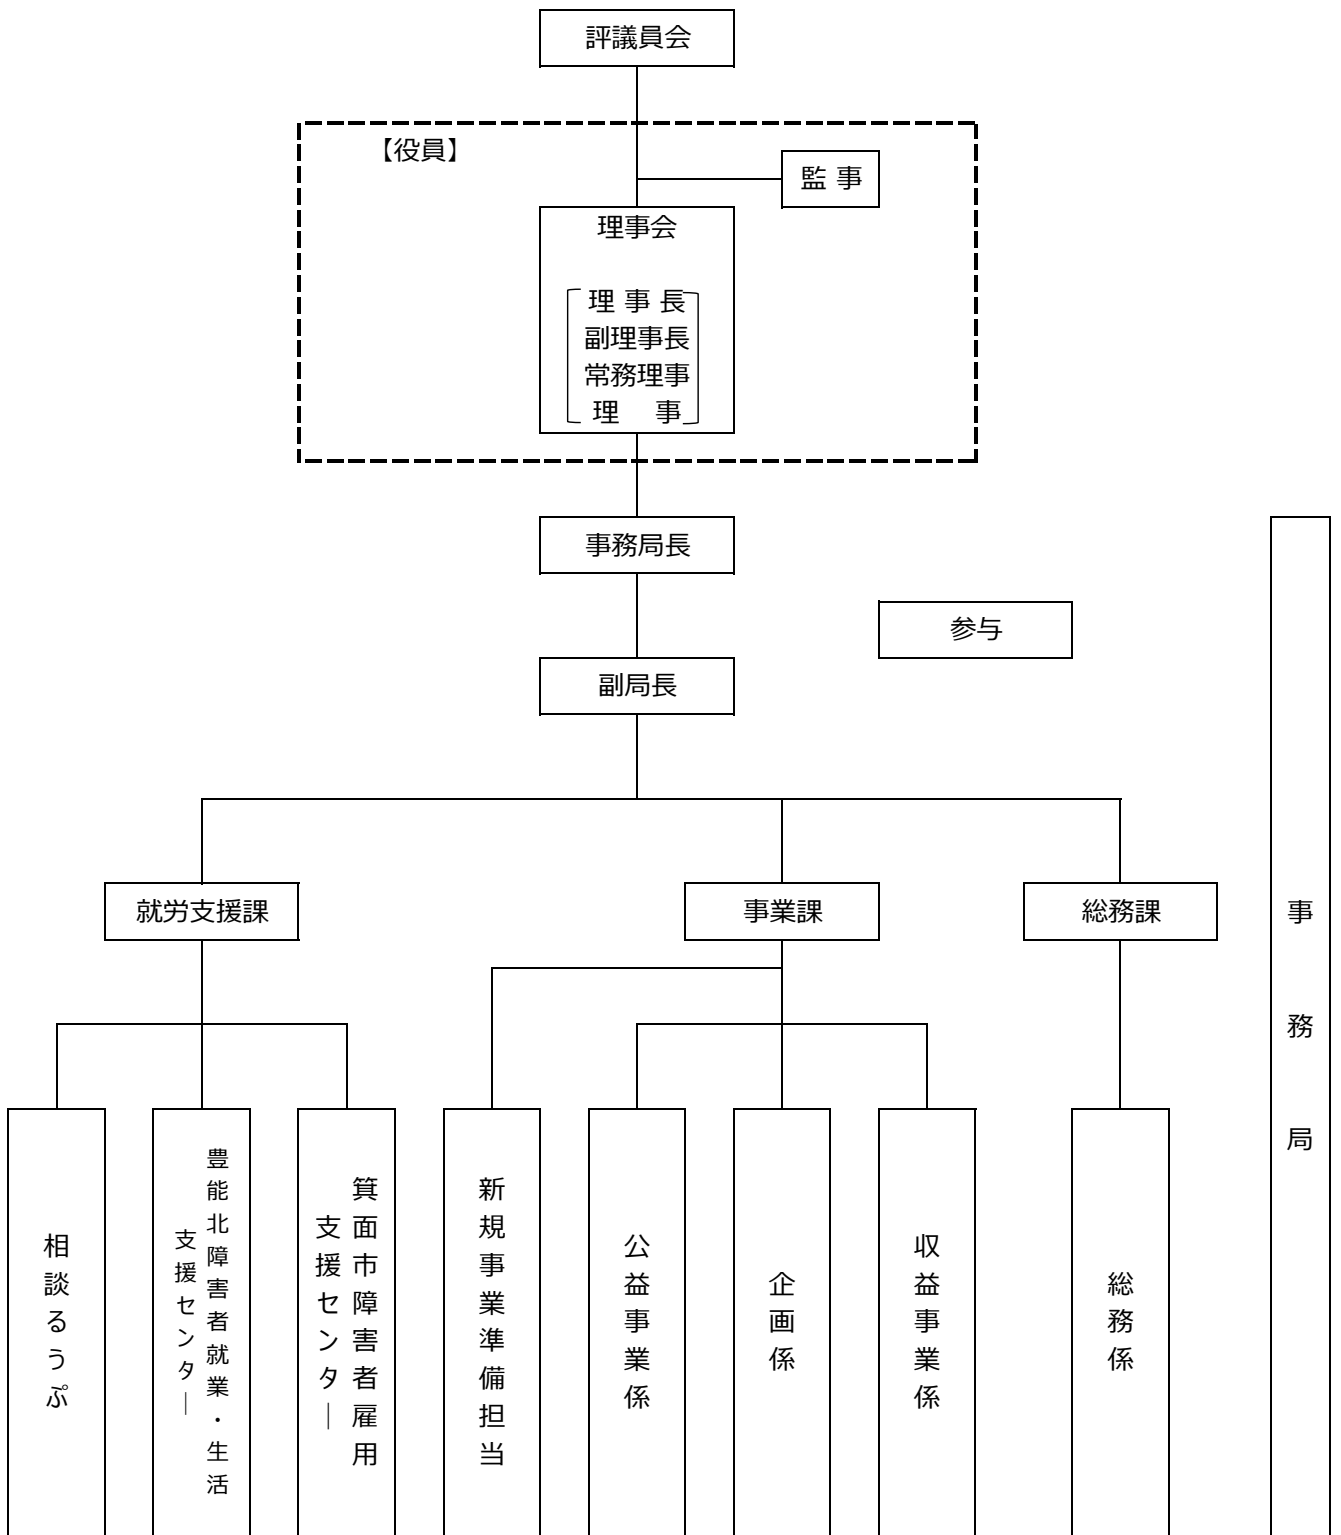 評議員会
【役員】
監 事
理事会
理 事 長
副理事長
常務理事
理 事
事務局長
参与
副局長
就労支援課
事業課
総務課
事務局
相談るうぷ
豊能北障害者就業・生活
支援センター
箕面市障害者雇用
支援センター
新規事業準備担当
公益事業係
企画係
収益事業係
総務係